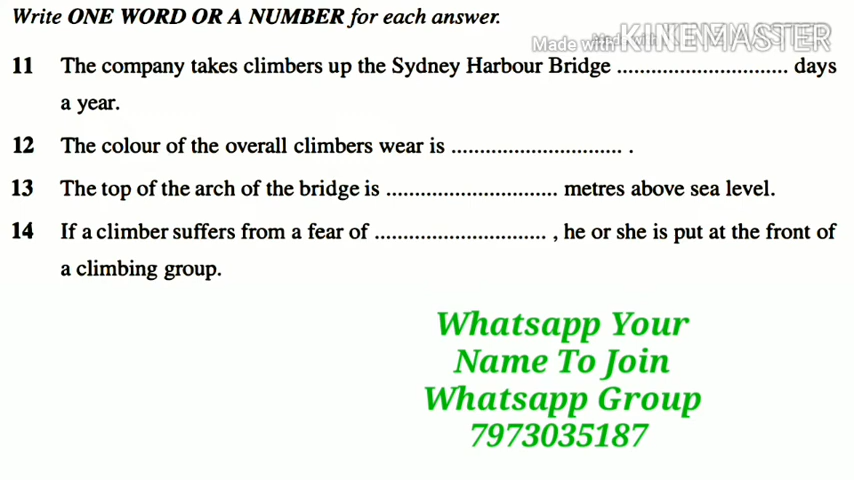 Write ONE WORD OR A NUMBER for each answer.
Made with KINEMASTER
11 The company takes climbers up the Sydney Harbour Bridge .............................. days
a year.
12 The colour of the overall climbers wear is .............................. .
13 The top of the arch of the bridge is .............................. metres above sea level.
14 If a climber suffers from a fear of .............................. , he or she is put at the front of
a climbing group.
Whatsapp Your
Name To Join
Whatsapp Group
7973035187